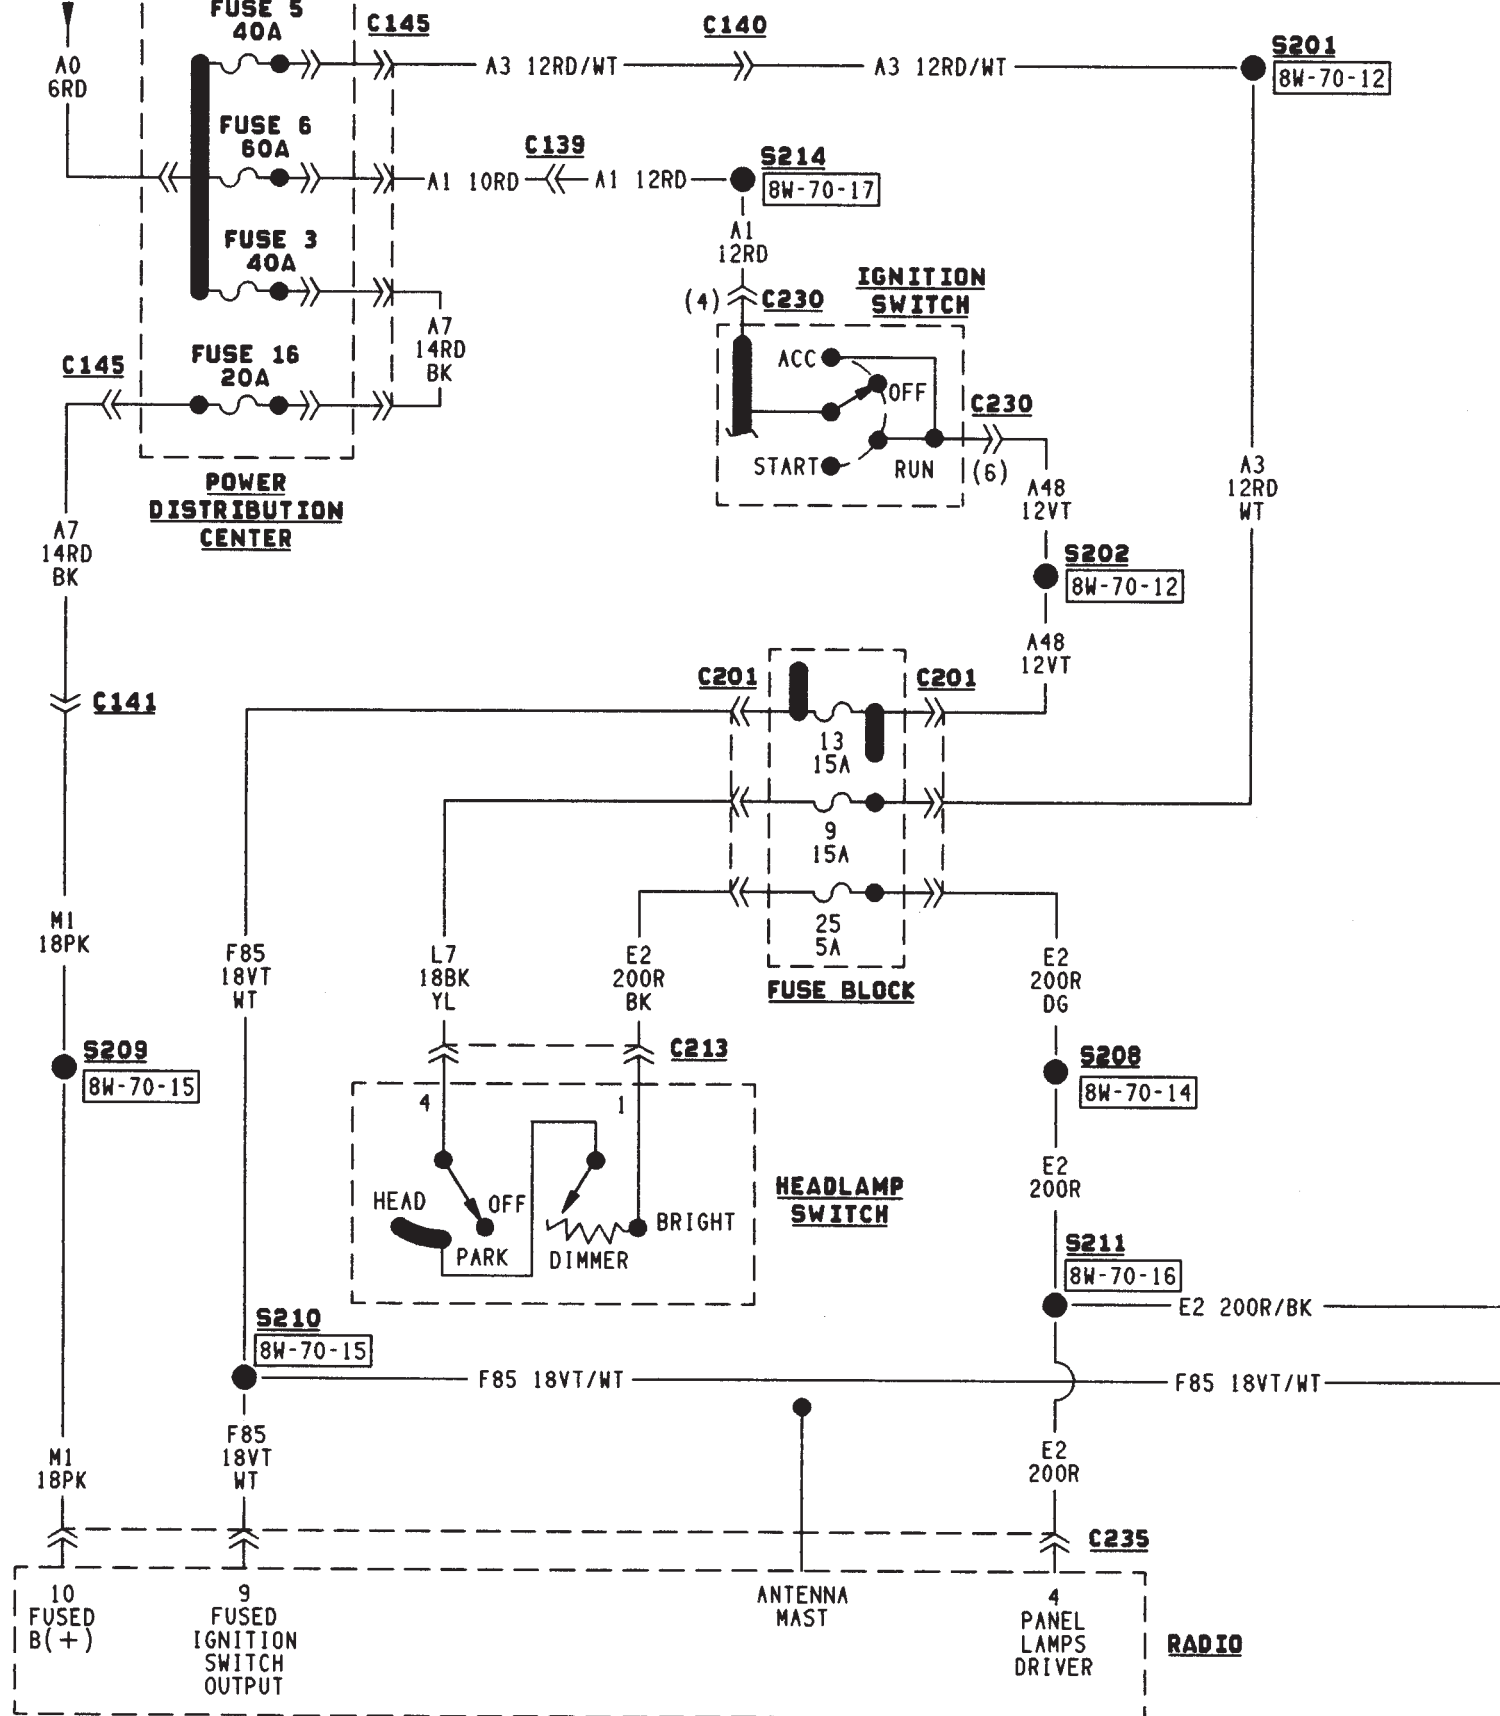 FUSE 5
40A
C145
C140
S201
8W-70-12
A0
6RD
A3 12RD/WT
A3 12RD/WT
FUSE 6
60A
C139
S214
8W-70-17
A1 10RD
A1 12RD
A1
12RD
FUSE 3
40A
(4)
C230
IGNITION
SWITCH
A7
14RD
BK
C145
FUSE 16
20A
ACC
OFF
C230
START
RUN
(6)
POWER
DISTRIBUTION
CENTER
A48
12VT
A3
12RD
WT
A7
14RD
BK
S202
8W-70-12
A48
12VT
C201
C201
C141
13
15A
9
15A
25
5A
FUSE BLOCK
M1
18PK
F85
18VT
WT
L7
18BK
YL
E2
20OR
BK
E2
20OR
DG
S209
8W-70-15
C213
S208
8W-70-14
4
1
HEAD
OFF
PARK
DIMMER
BRIGHT
HEADLAMP
SWITCH
E2
20OR
S211
8W-70-16
E2 20OR/BK
S210
8W-70-15
F85 18VT/WT
F85 18VT/WT
M1
18PK
F85
18VT
WT
E2
20OR
C235
10
FUSED
B(+)
9
FUSED
IGNITION
SWITCH
OUTPUT
ANTENNA
MAST
4
PANEL
LAMPS
DRIVER
RADIO